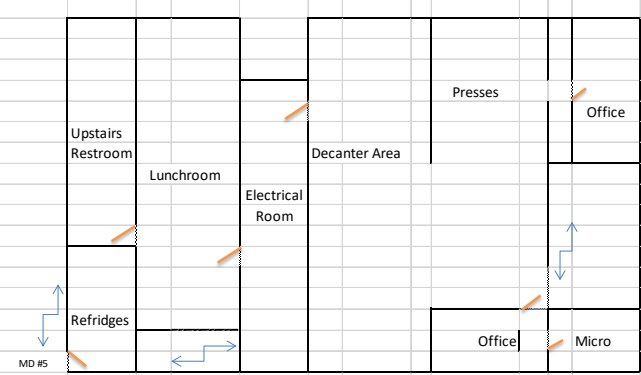 Presses
Office
Upstairs
Restroom
Decanter Area
Lunchroom
Electrical
Room
Refridges
Office
Micro
MD #5